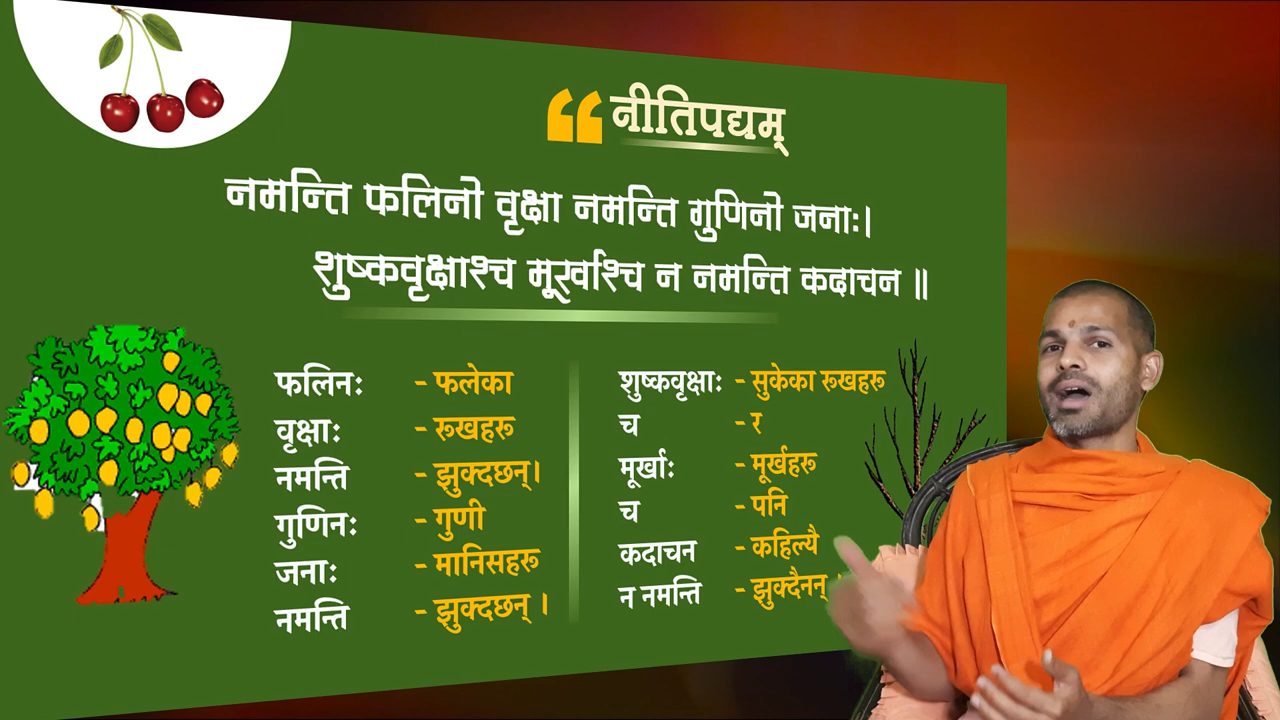 “ नीतिपद्यम्
नमन्ति फलिनो वृक्षा नमन्ति गुणिनो जनाः।
शुष्कवृक्षाश्च मूर्खाश्च न नमन्ति कदाचन ॥
फलिनः - फलेका
वृक्षाः - रूखहरू
नमन्ति - झुक्दछन्।
गुणिनः - गुणी
जनाः - मानिसहरू
नमन्ति - झुक्दछन् ।
शुष्कवृक्षाः - सुकेका रूखहरू
च - र
मूर्खाः - मूर्खहरू
च - पनि
कदाचन - कहिल्यै
न नमन्ति - झुक्दैनन् ।